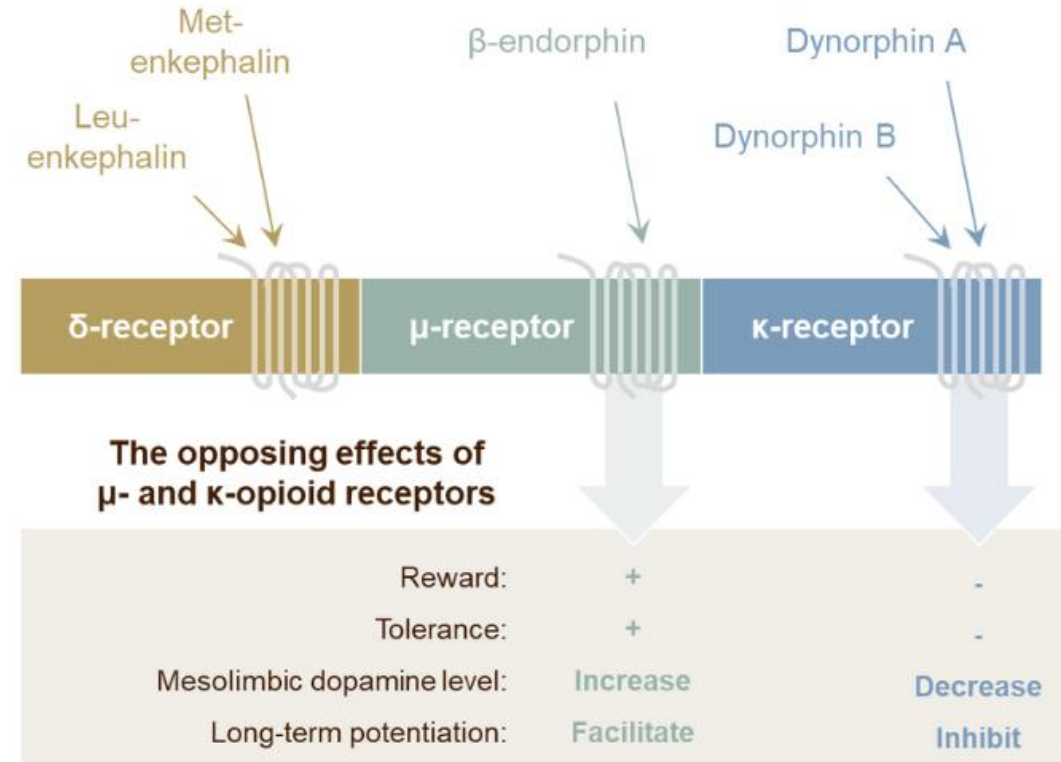 Met-
enkephalin
Leu-
enkephalin
β-endorphin
Dynorphin A
Dynorphin B
δ-receptor
μ-receptor
κ-receptor
The opposing effects of
μ- and κ-opioid receptors
Reward: + -
Tolerance: + -
Mesolimbic dopamine level: Increase Decrease
Long-term potentiation: Facilitate Inhibit